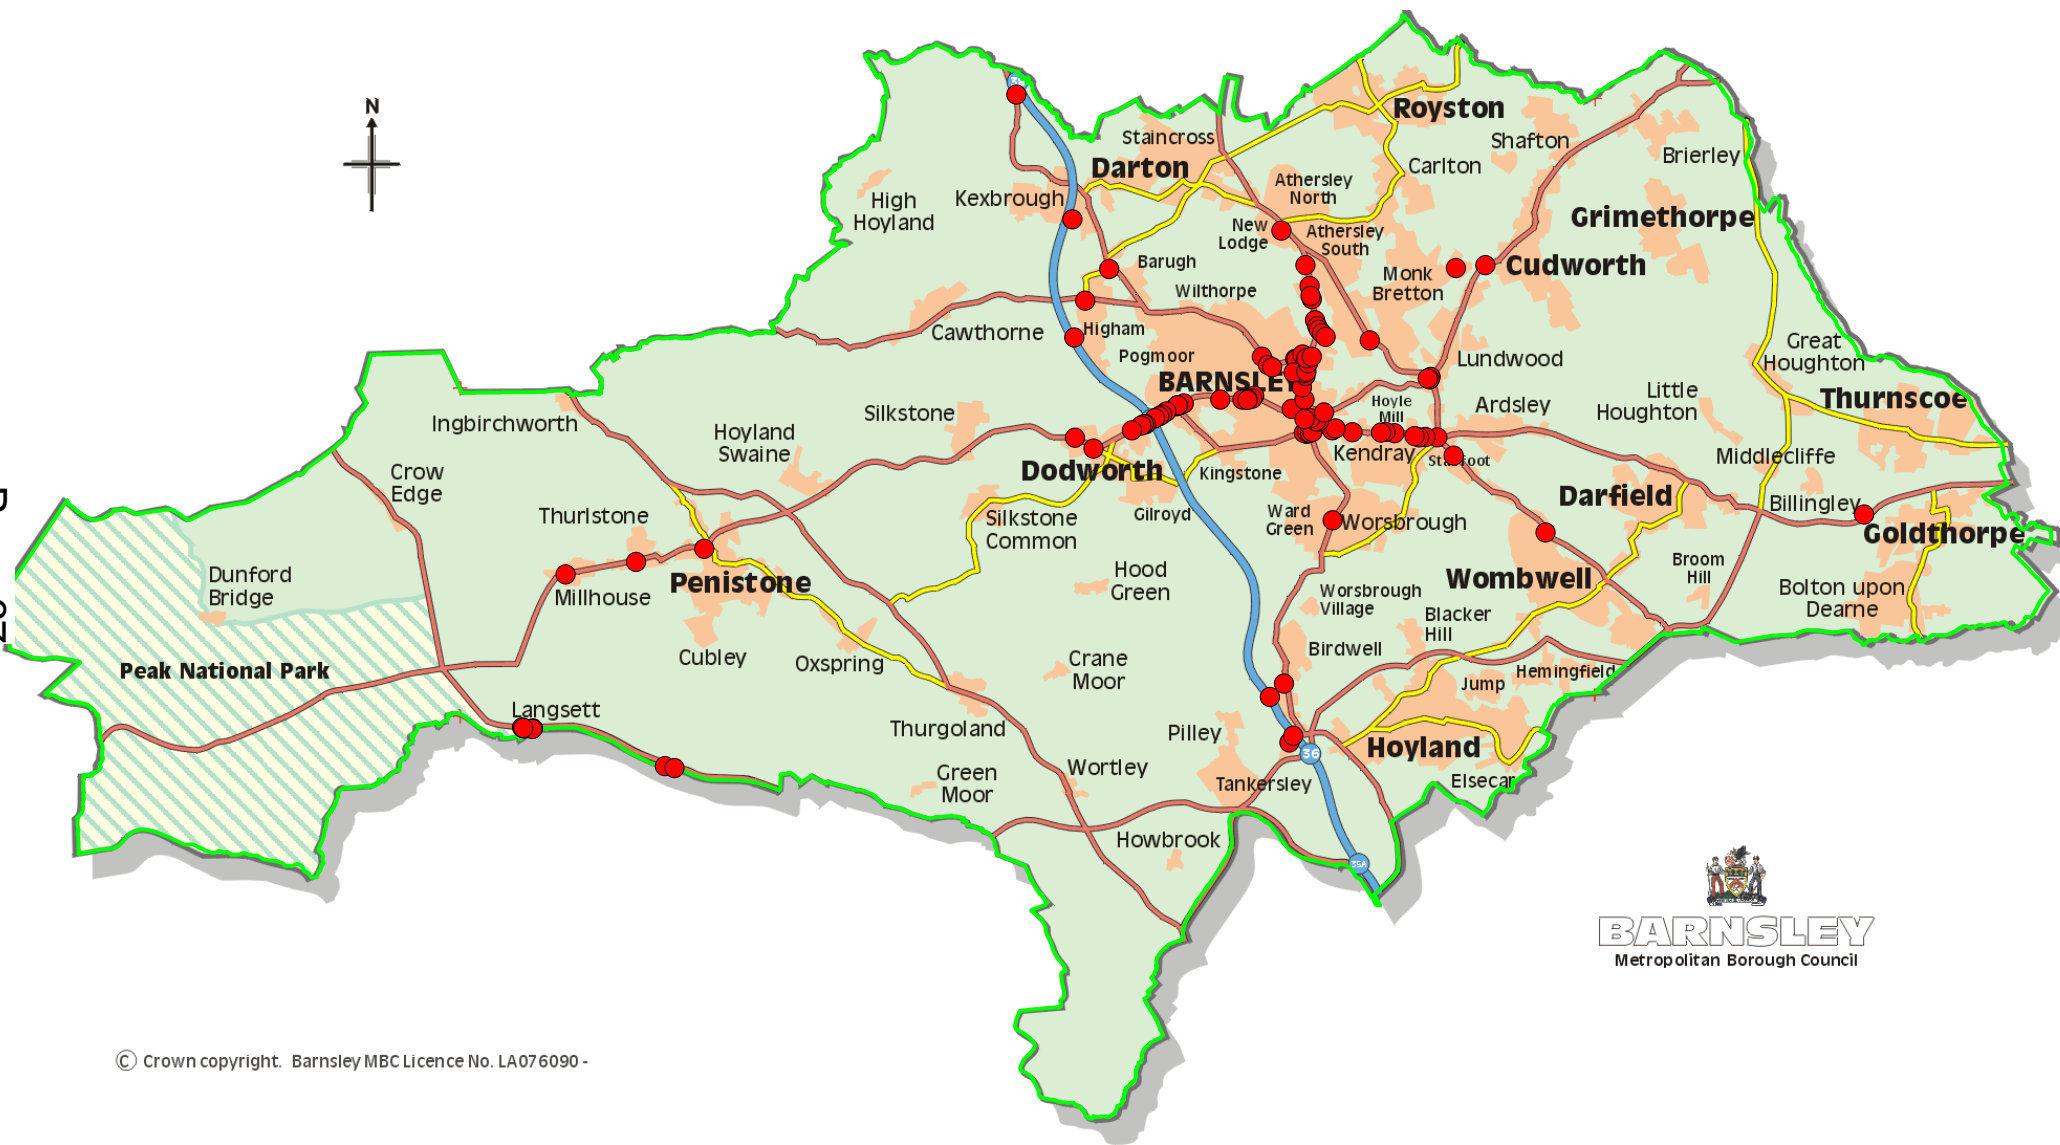 N
Royston
Staincross
Shafton
Darton
Carlton
Brierley
Athersley
North
Kexbrough
High
Hoyland
Grimethorpe
New
Lodge
Athersley
South
Barugh
Cudworth
Monk
Bretton
Wilthorpe
Cawthorne
Higham
Great
Houghton
Pogmoor
Lundwood
BARNSLEY
Little
Houghton
Thurnscoe
Hoyle
Mill
Ardsley
Silkstone
Ingbirchworth
Hoyland
Swaine
Kendray
Middlecliffe
Dodworth
Kingstone
Crow
Edge
Darfield
Billingley
Thurlstone
Silkstone
Common
Gilroyd
Ward
Green
Worsbrough
Goldthorpe
Dunford
Bridge
Millhouse
Penistone
Hood
Green
Wombwell
Broom
Hill
Bolton upon
Dearne
Worsbrough
Village
Blacker
Hill
Cubley
Oxspring
Crane
Moor
Birdwell
Peak National Park
Jump
Hemingfield
Langsett
Thurgoland
Pilley
Hoyland
36
Green
Moor
Wortley
Tankersley
Elsecar
Howbrook
35A
BARNSLEY
Metropolitan Borough Council
© Crown copyright. Barnsley MBC Licence No. LA076090 -